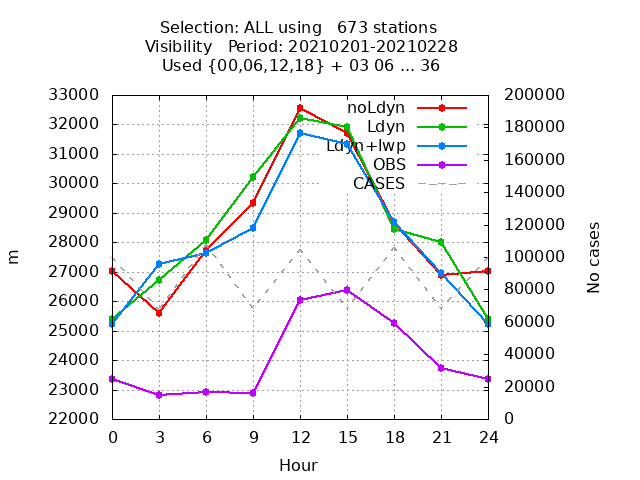 Selection: ALL using   673 stations
Visibility   Period: 20210201-20210228
Used {00,06,12,18} + 03 06 ... 36
33000
32000
31000
30000
29000
28000
27000
26000
25000
24000
23000
22000
m
noLdyn
Ldyn
Ldyn+lwp
OBS
CASES
200000
180000
160000
140000
120000
100000
80000
60000
40000
20000
0
No cases
0 3 6 9 12 15 18 21 24
Hour